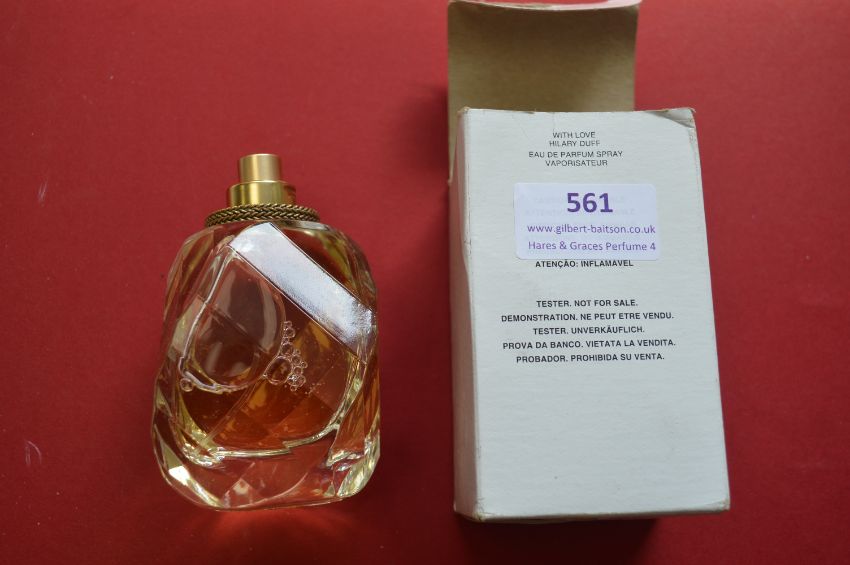 WITH LOVE
HILARY DUFF
EAU DE PARFUM SPRAY
VAPORISATEUR
561
www.gilbert-baitson.co.uk
Hares & Graces Perfume 4
ATENÇÃO: INFLAMAVEL
TESTER. NOT FOR SALE.
DEMONSTRATION. NE PEUT ETRE VENDU.
TESTER. UNVERKÄUFLICH.
PROVA DA BANCO. VIETATA LA VENDITA.
PROBADOR. PROHIBIDA SU VENTA.